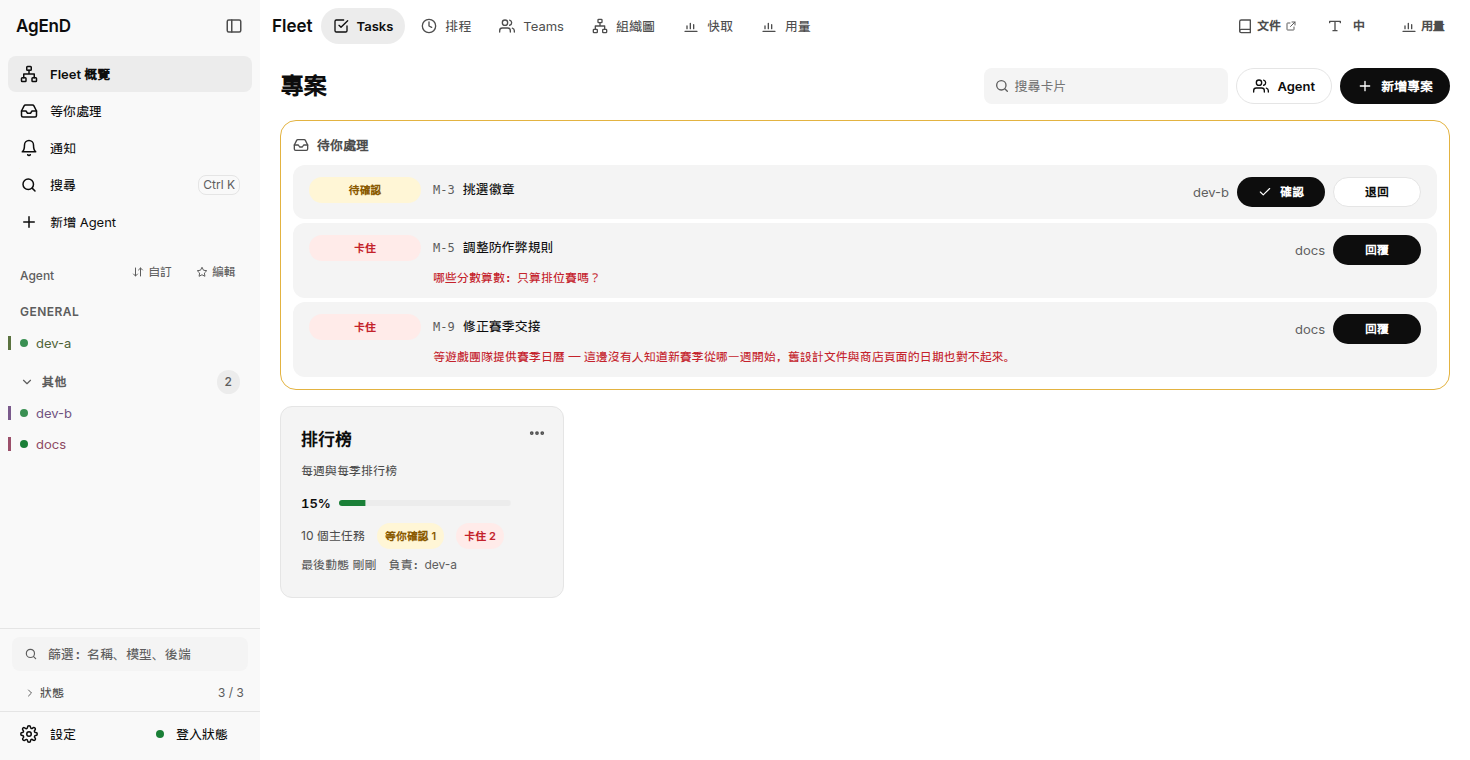 AgEnD
Fleet 概覽
等你處理
通知
搜尋 Ctrl K
新增 Agent
Agent 自訂 編輯
GENERAL
dev-a
其他 2
dev-b
docs
篩選：名稱、模型、後端
狀態 3 / 3
設定 登入狀態
Fleet Tasks 排程 Teams 組織圖 快取 用量
文件 中 用量
專案
搜尋卡片 Agent 新增專案
待你處理
待確認 M-3 挑選徽章 dev-b 確認 退回
卡住 M-5 調整防作弊規則 docs 回覆
哪些分數算數：只算排位賽嗎？
卡住 M-9 修正賽季交接 docs 回覆
等遊戲團隊提供賽季日曆 — 這邊沒有人知道新賽季從哪一週開始，舊設計文件與商店頁面的日期也對不起來。
排行榜
每週與每季排行榜
15%
10 個主任務 等你確認 1 卡住 2
最後動態 剛剛 負責：dev-a